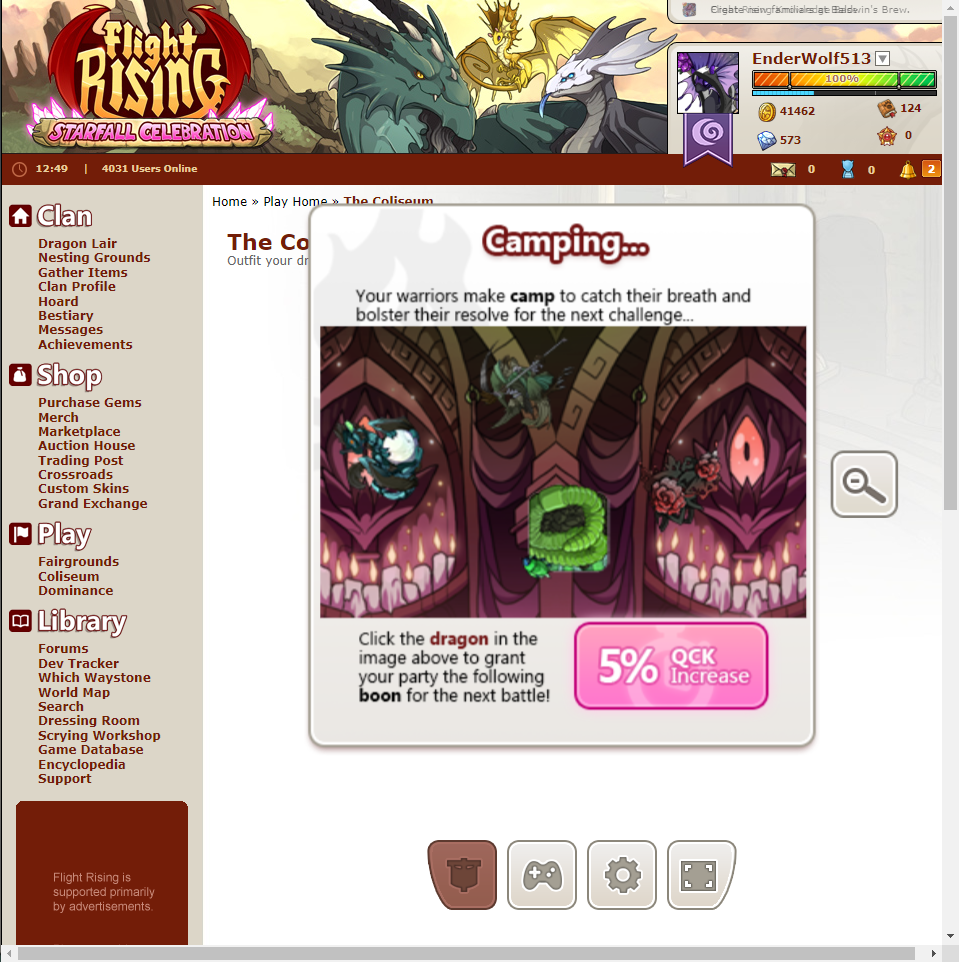 Flight
RISING
STARFALL CELEBRATION
EnderWolf513
100%
41462
124
573
0
12:49 | 4031 Users Online
0
0
2
Home » Play Home » The Coliseum
Clan
Dragon Lair
Nesting Grounds
Gather Items
Clan Profile
Hoard
Bestiary
Messages
Achievements
Shop
Purchase Gems
Merch
Marketplace
Auction House
Trading Post
Crossroads
Custom Skins
Grand Exchange
Play
Fairgrounds
Coliseum
Dominance
Library
Forums
Dev Tracker
Which Waystone
World Map
Search
Dressing Room
Scrying Workshop
Game Database
Encyclopedia
Support
Flight Rising is
supported primarily
by advertisements.
The Co
Outfit your dr
Camping...
Your warriors make camp to catch their breath and
bolster their resolve for the next challenge...
Click the dragon in the
image above to grant
your party the following
boon for the next battle!
5% QCK
Increase